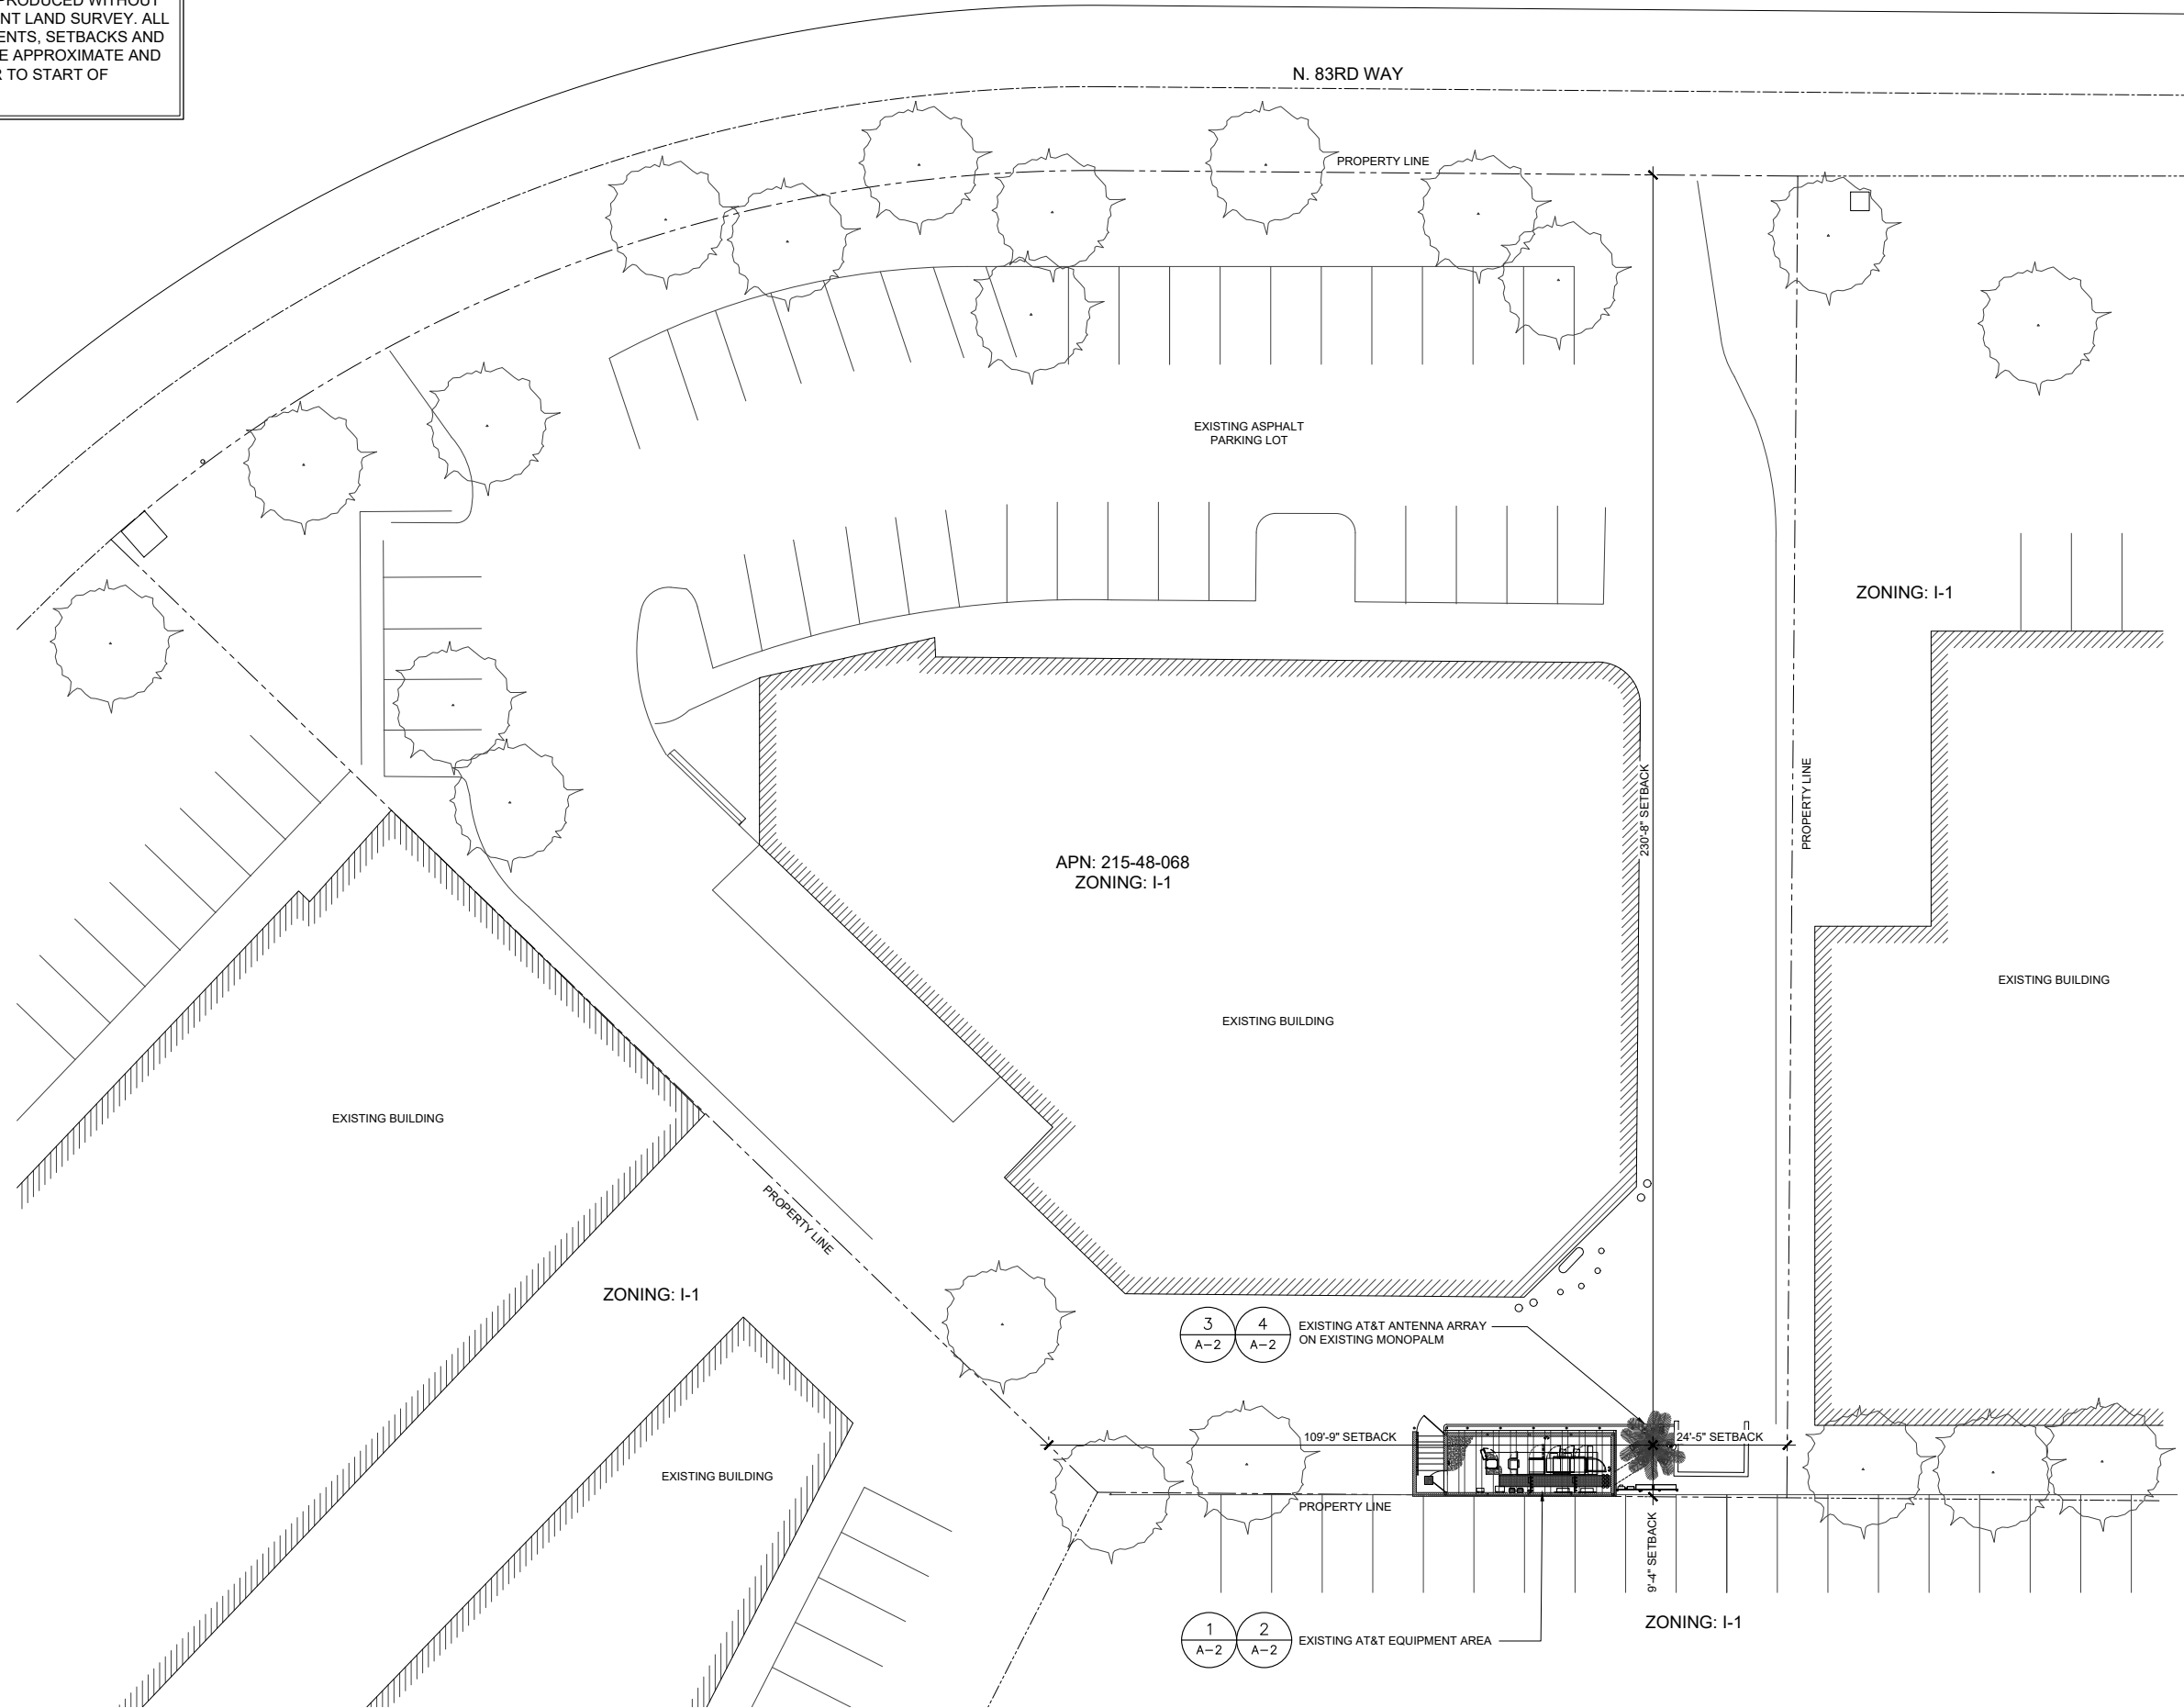 PRODUCED WITHOUT
LAND SURVEY. ALL
SETBACKS AND
APPROXIMATE AND
TO START OF
N. 83RD WAY
PROPERTY LINE
EXISTING ASPHALT
PARKING LOT
ZONING: I-1
230'-8" SETBACK
PROPERTY LINE
APN: 215-48-068
ZONING: I-1
EXISTING BUILDING
EXISTING BUILDING
EXISTING BUILDING
PROPERTY LINE
ZONING: I-1
3
A-2
4
A-2
EXISTING AT&T ANTENNA ARRAY
ON EXISTING MONOPALM
109'-9" SETBACK
24'-5" SETBACK
EXISTING BUILDING
PROPERTY LINE
9'-4" SETBACK
ZONING: I-1
1
A-2
2
A-2
EXISTING AT&T EQUIPMENT AREA